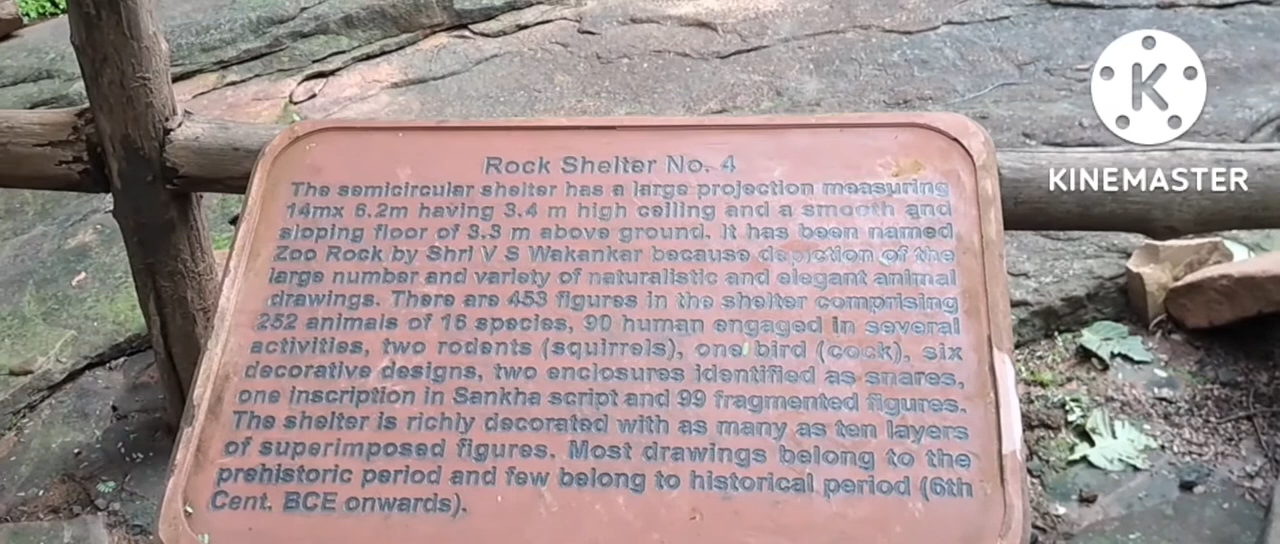 Rock Shelter No. 4
The semicircular shelter has a large projection measuring
14mx 6.2m having 3.4 m high ceiling and a smooth and
sloping floor of 3.3 m above ground. It has been named
Zoo Rock by Shri V S Wakankar because depiction of the
large number and variety of naturalistic and elegant animal
drawings. There are 453 figures in the shelter comprising
252 animals of 16 species, 90 human engaged in several
activities, two rodents (squirrels), one bird (cock), six
decorative designs, two enclosures identified as snares,
one inscription in Sankha script and 99 fragmented figures.
The shelter is richly decorated with as many as ten layers
of superimposed figures. Most drawings belong to the
prehistoric period and few belong to historical period (6th
Cent. BCE onwards).
K
KINEMASTER